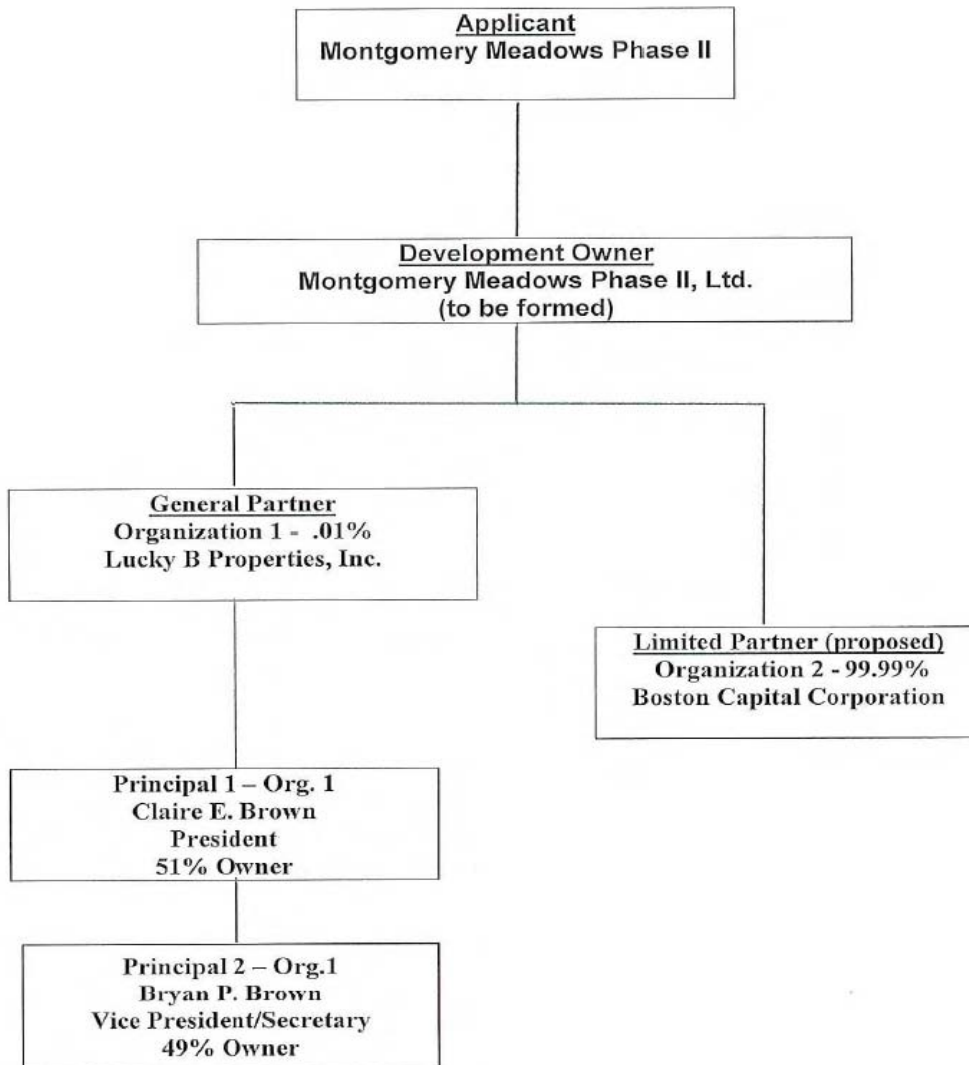 Applicant
Montgomery Meadows Phase II
Development Owner
Montgomery Meadows Phase II, Ltd.
(to be formed)
General Partner
Organization 1 - .01%
Lucky B Properties, Inc.
Limited Partner (proposed)
Organization 2 - 99.99%
Boston Capital Corporation
Principal 1 – Org. 1
Claire E. Brown
President
51% Owner
Principal 2 – Org.1
Bryan P. Brown
Vice President/Secretary
49% Owner